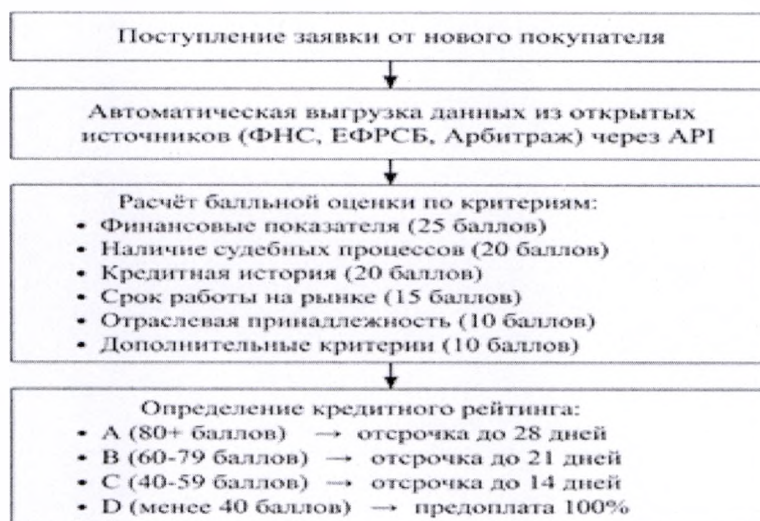 Поступление заявки от нового покупателя
Автоматическая выгрузка данных из открытых
источников (ФНС, ЕФРСБ, Арбитраж) через API
Расчёт балльной оценки по критериям:
• Финансовые показателя (25 баллов)
• Наличие судебных процессов (20 баллов)
• Кредитная история (20 баллов)
• Срок работы на рынке (15 баллов)
• Отраслевая принадлежность (10 баллов)
• Дополнительные критерии (10 баллов)
Определение кредитного рейтинга:
• A (80+ баллов) → отсрочка до 28 дней
• B (60-79 баллов) → отсрочка до 21 дней
• C (40-59 баллов) → отсрочка до 14 дней
• D (менее 40 баллов) → предоплата 100%